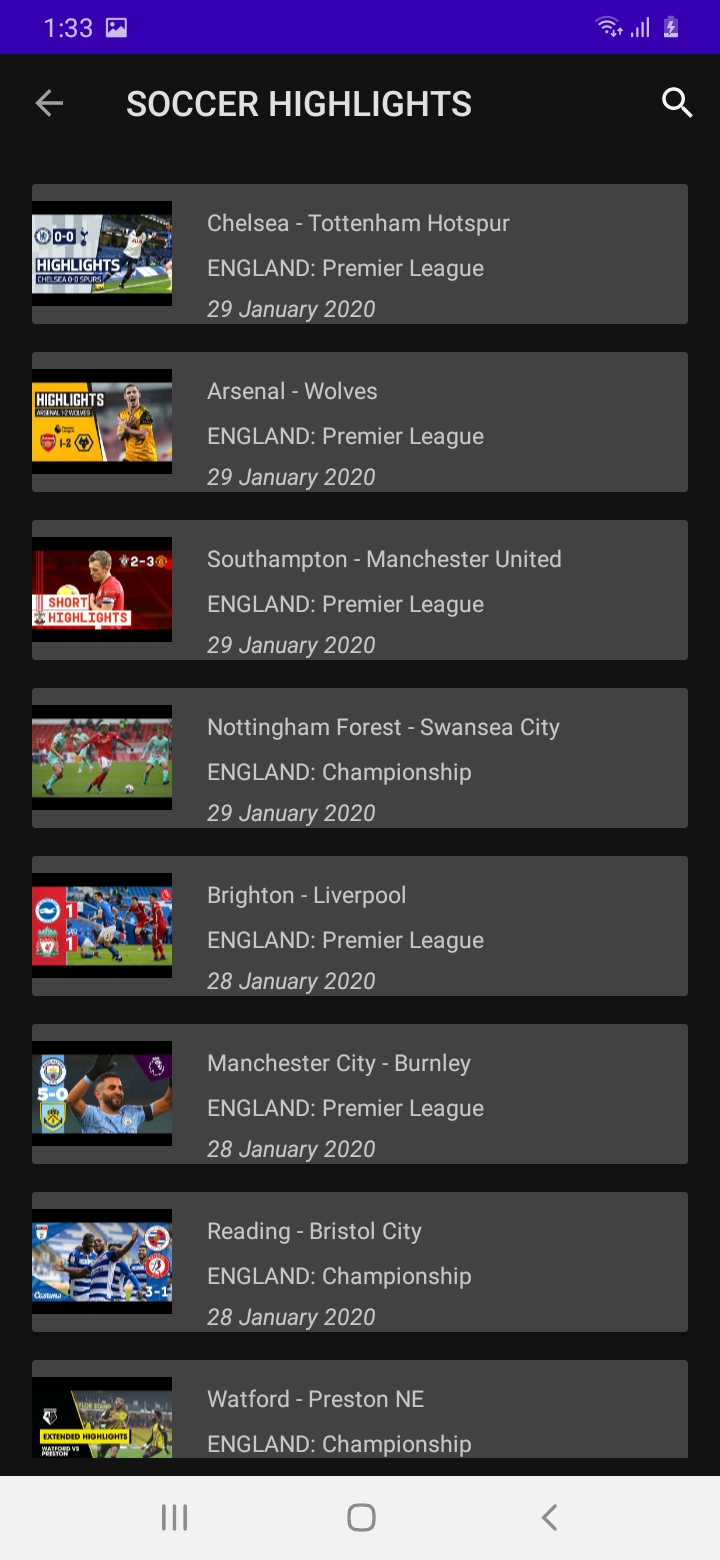 1:33
SOCCER HIGHLIGHTS
0-0
HIGHLIGHTS
CHELSEA 0-0 SPURS
Chelsea - Tottenham Hotspur
ENGLAND: Premier League
29 January 2020
HIGHLIGHTS
ARSENAL 1-2 WOLVES
Premier League
1-2
Arsenal - Wolves
ENGLAND: Premier League
29 January 2020
2-3
SHORT
HIGHLIGHTS
Southampton - Manchester United
ENGLAND: Premier League
29 January 2020
Nottingham Forest - Swansea City
ENGLAND: Championship
29 January 2020
1
1
Brighton - Liverpool
ENGLAND: Premier League
28 January 2020
5-0
Manchester City - Burnley
ENGLAND: Premier League
28 January 2020
Casumo
3-1
Reading - Bristol City
ENGLAND: Championship
28 January 2020
EXTENDED HIGHLIGHTS
WATFORD VS
PRESTON
Watford - Preston NE
ENGLAND: Championship